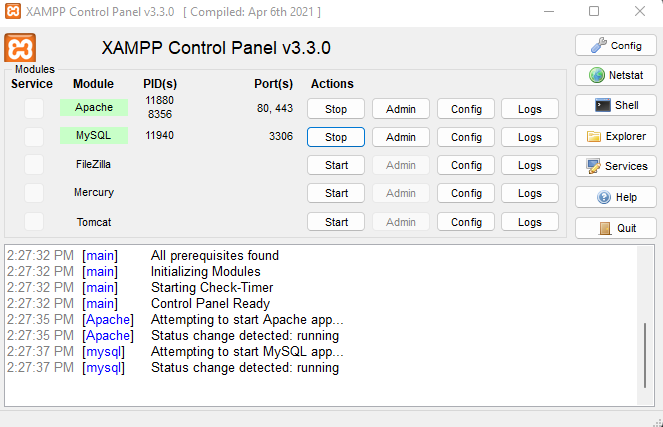 XAMPP Control Panel v3.3.0 [ Compiled: Apr 6th 2021 ]
XAMPP Control Panel v3.3.0
Config
Modules
Service Module PID(s) Port(s) Actions
Netstat
Apache 11880 8356 80, 443 Stop Admin Config Logs
Shell
MySQL 11940 3306 Stop Admin Config Logs
Explorer
FileZilla Start Admin Config Logs
Services
Mercury Start Admin Config Logs
Help
Tomcat Start Admin Config Logs
Quit
2:27:32 PM [main] All prerequisites found
2:27:32 PM [main] Initializing Modules
2:27:32 PM [main] Starting Check-Timer
2:27:32 PM [main] Control Panel Ready
2:27:35 PM [Apache] Attempting to start Apache app...
2:27:35 PM [Apache] Status change detected: running
2:27:37 PM [mysql] Attempting to start MySQL app...
2:27:37 PM [mysql] Status change detected: running